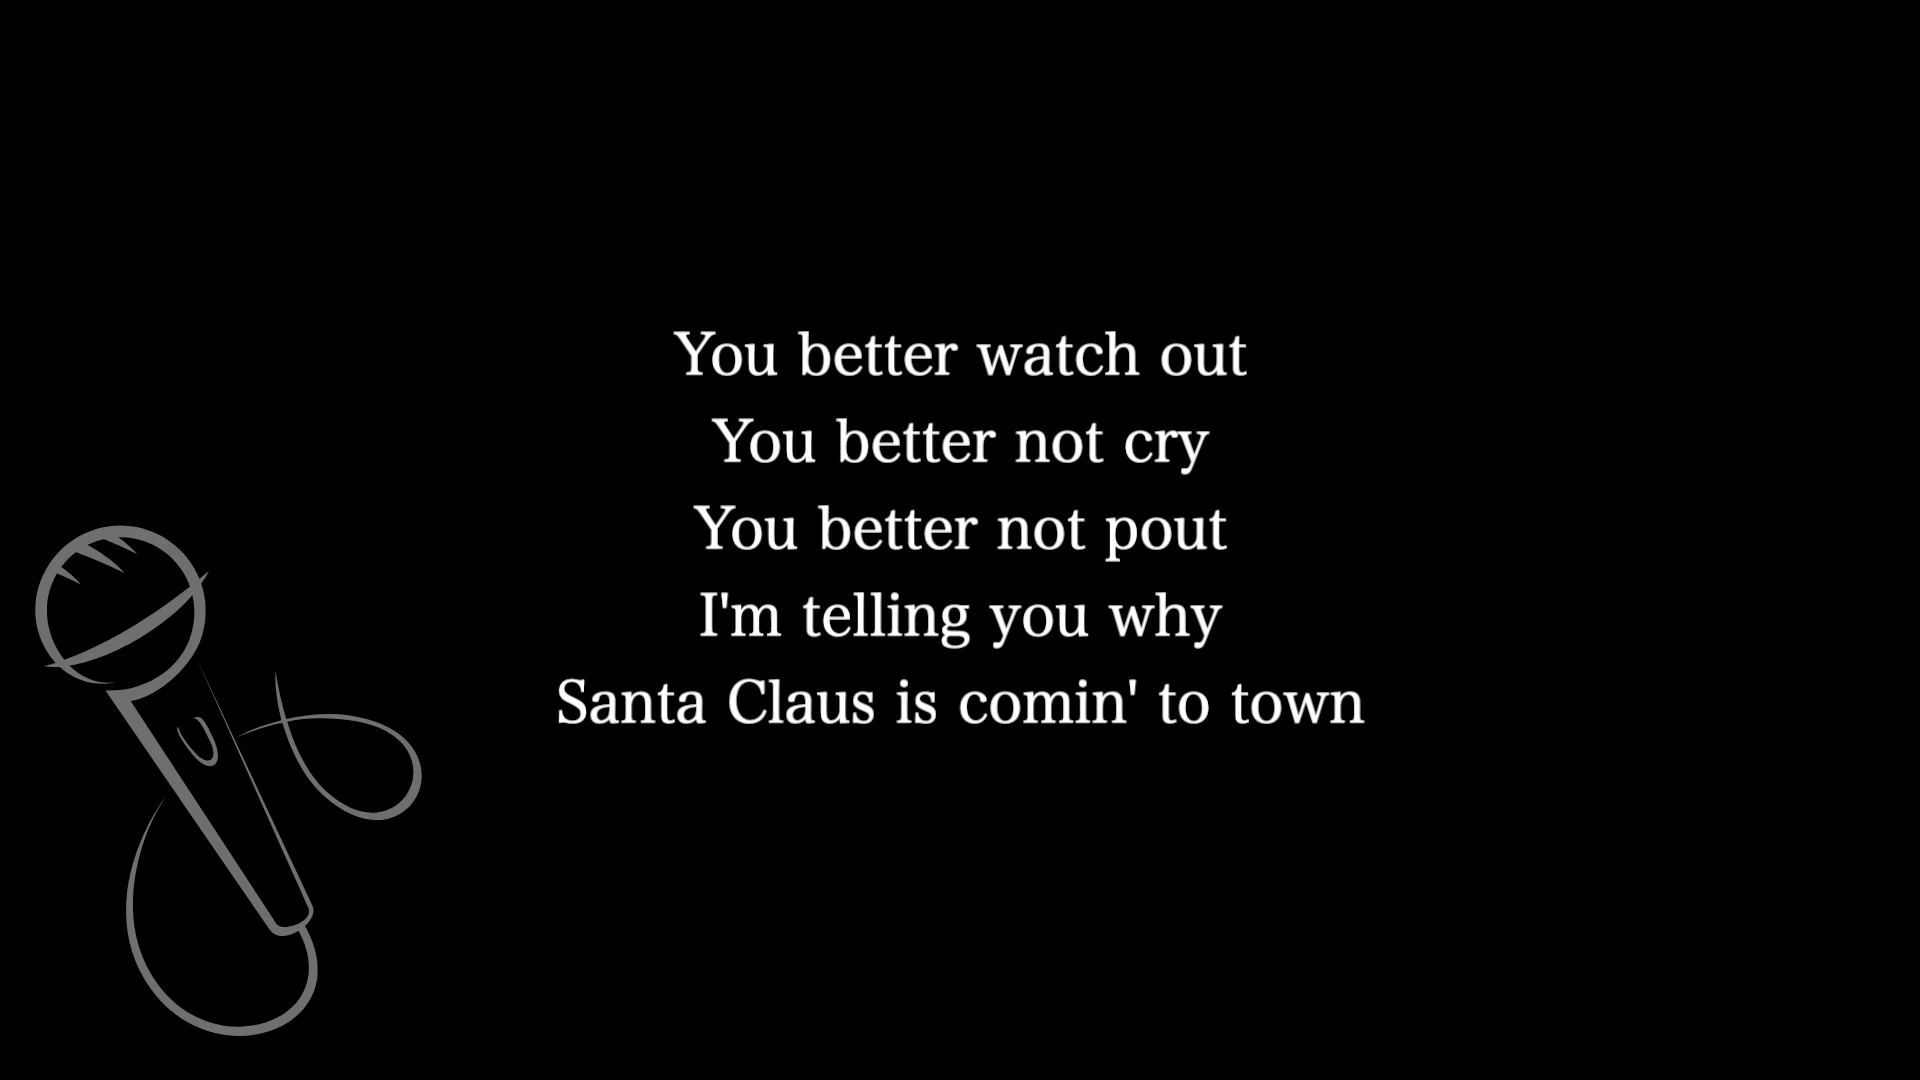 You better watch out
You better not cry
You better not pout
I'm telling you why
Santa Claus is comin' to town